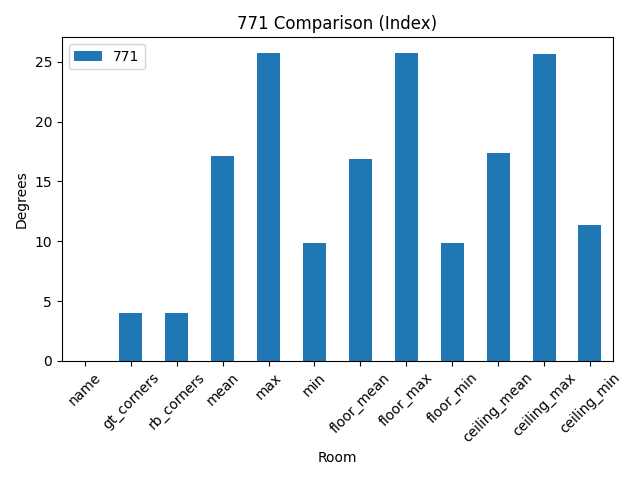 771 Comparison (Index)
771
Degrees
25
20
15
10
5
0
name
gt_corners
rb_corners
mean
max
min
floor_mean
floor_max
floor_min
ceiling_mean
ceiling_max
ceiling_min
Room